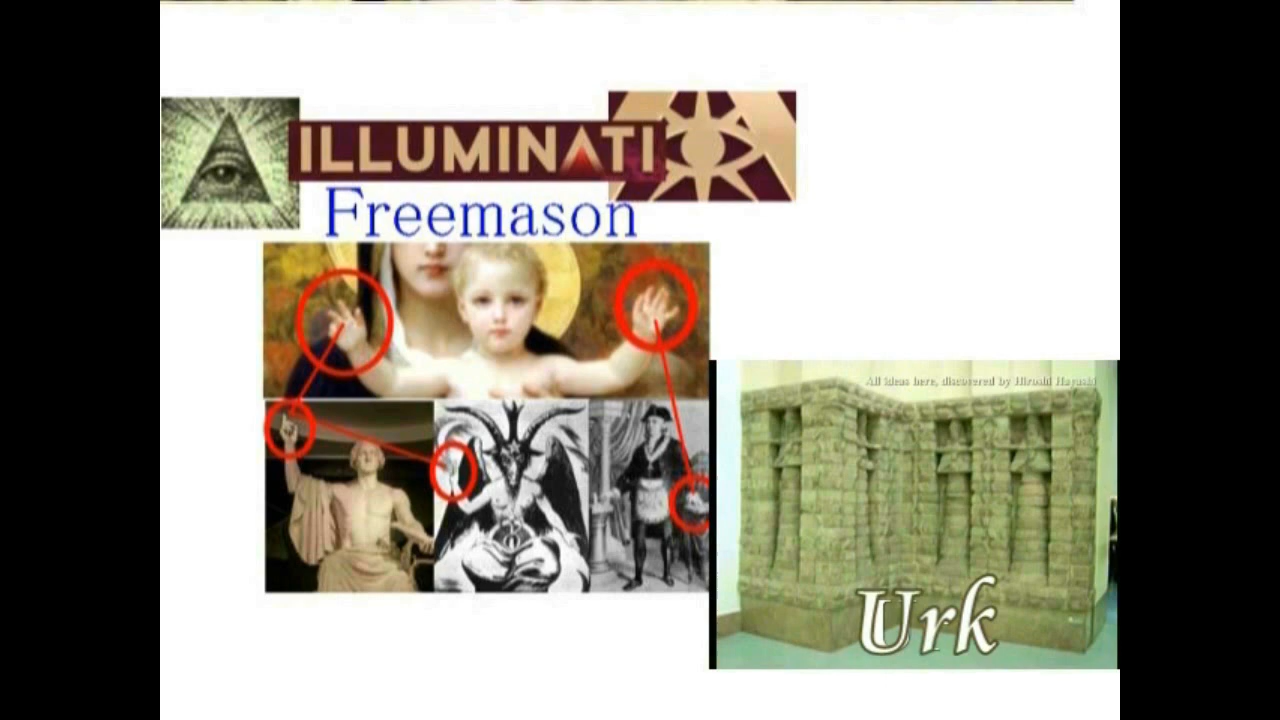 ILLUMINATI
Freemason
All ideas here, discovered by Hiroshi Hayashi
Urk